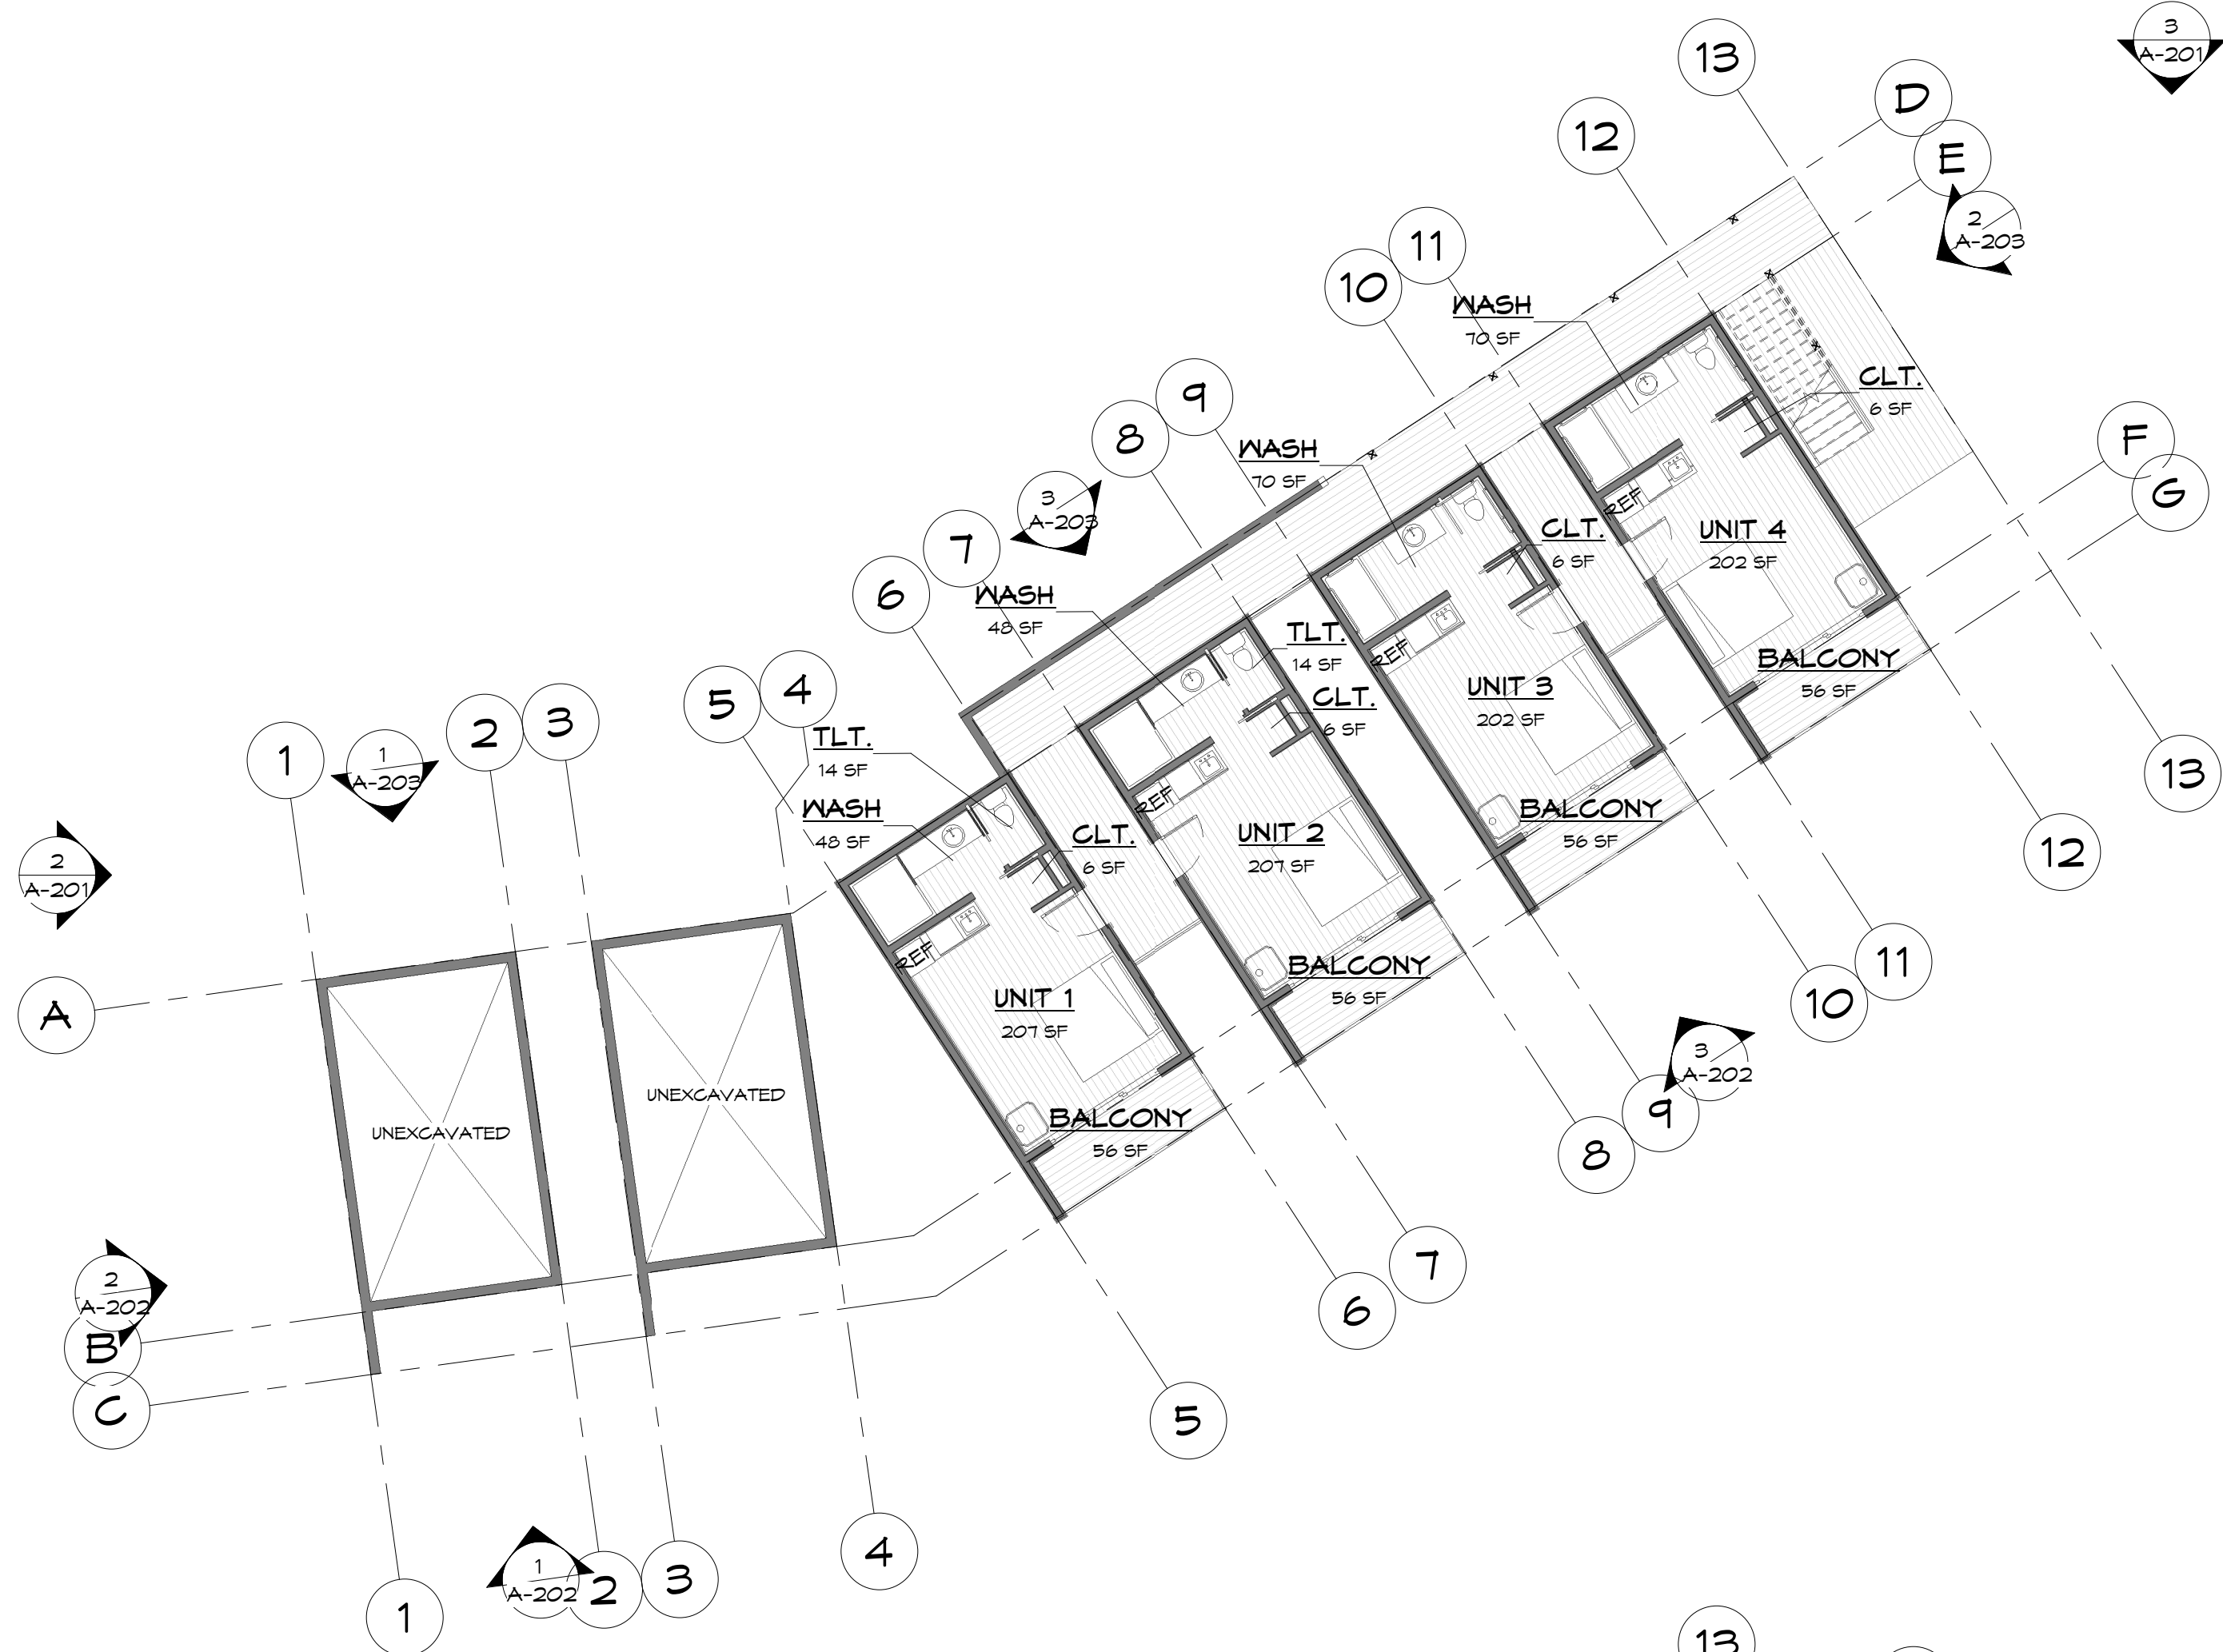 3
A-201
13
D
12
E
2
A-203
11
10
WASH
70 SF
CLT.
6 SF
9
8
F
WASH
70 SF
G
3
A-203
REF
CLT.
6 SF
UNIT 4
202 SF
7
6
WASH
48 SF
TLT.
14 SF
REF
BALCONY
56 SF
UNIT 3
202 SF
CLT.
6 SF
5
4
2
3
1
TLT.
14 SF
1
A-203
13
REF
WASH
48 SF
BALCONY
56 SF
CLT.
6 SF
UNIT 2
207 SF
12
2
A-201
REF
BALCONY
56 SF
11
10
UNIT 1
207 SF
A
3
A-202
UNEXCAVATED
UNEXCAVATED
BALCONY
56 SF
9
8
7
2
A-202
6
B
C
5
4
1
A-202
2
3
1
13